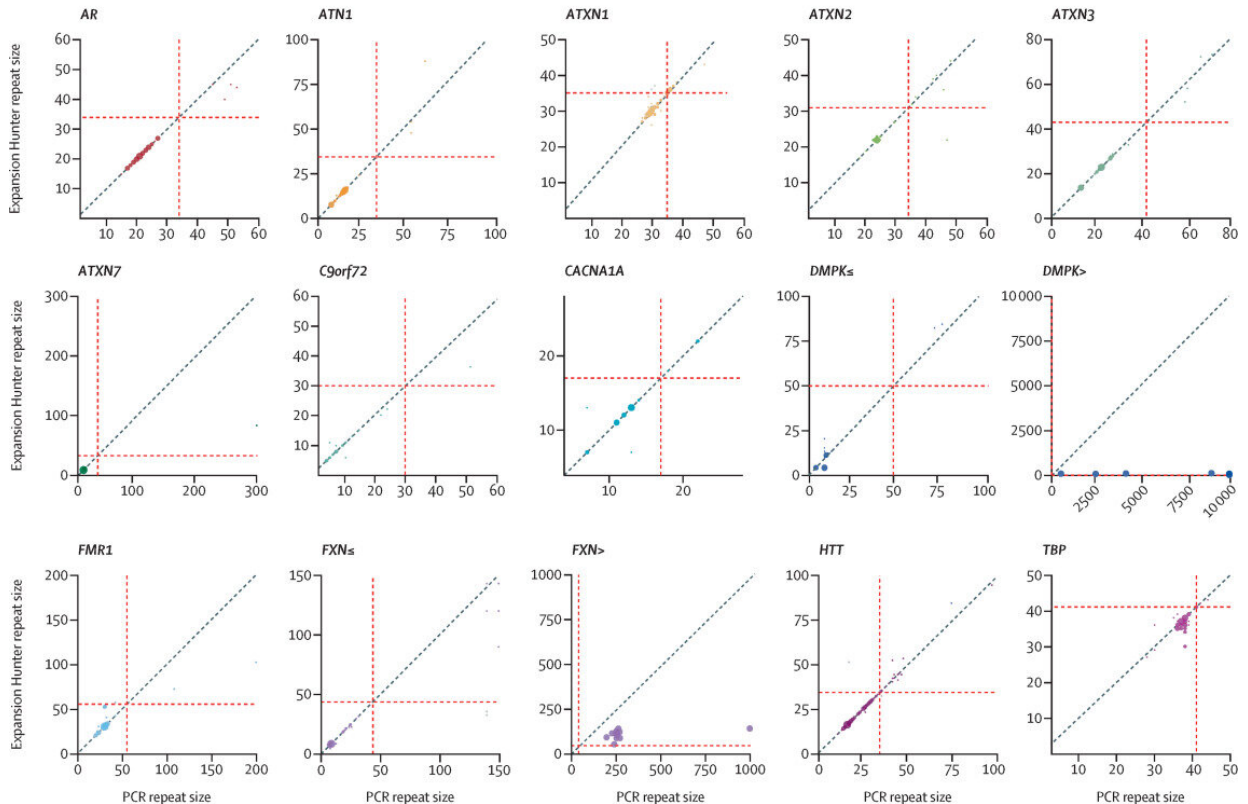 AR
ATN1
ATXN1
ATXN2
ATXN3
Expansion Hunter repeat size
60
50
40
30
20
10
10 20 30 40 50 60
100
75
50
25
0
0 25 50 75 100
50
40
30
20
10
10 20 30 40 50 60
50
40
30
20
10
10 20 30 40 50 60
80
60
40
20
0
0 20 40 60 80
ATXN7
C9orf72
CACNA1A
DMPK≤
DMPK>
Expansion Hunter repeat size
300
200
100
0
0 100 200 300
60
50
40
30
20
10
10 20 30 40 50 60
20
10
10 20
100
75
50
25
0
0 25 50 75 100
10 000
7500
5000
2500
0
0 2500 5000 7500 10 000
FMR1
FXN≤
FXN>
HTT
TBP
Expansion Hunter repeat size
200
150
100
50
0
0 50 100 150 200
PCR repeat size
150
100
50
0
0 50 100 150
PCR repeat size
1000
750
500
250
0
0 250 500 750 1000
PCR repeat size
100
75
50
25
0
0 25 50 75 100
PCR repeat size
50
40
30
20
10
10 20 30 40 50
PCR repeat size